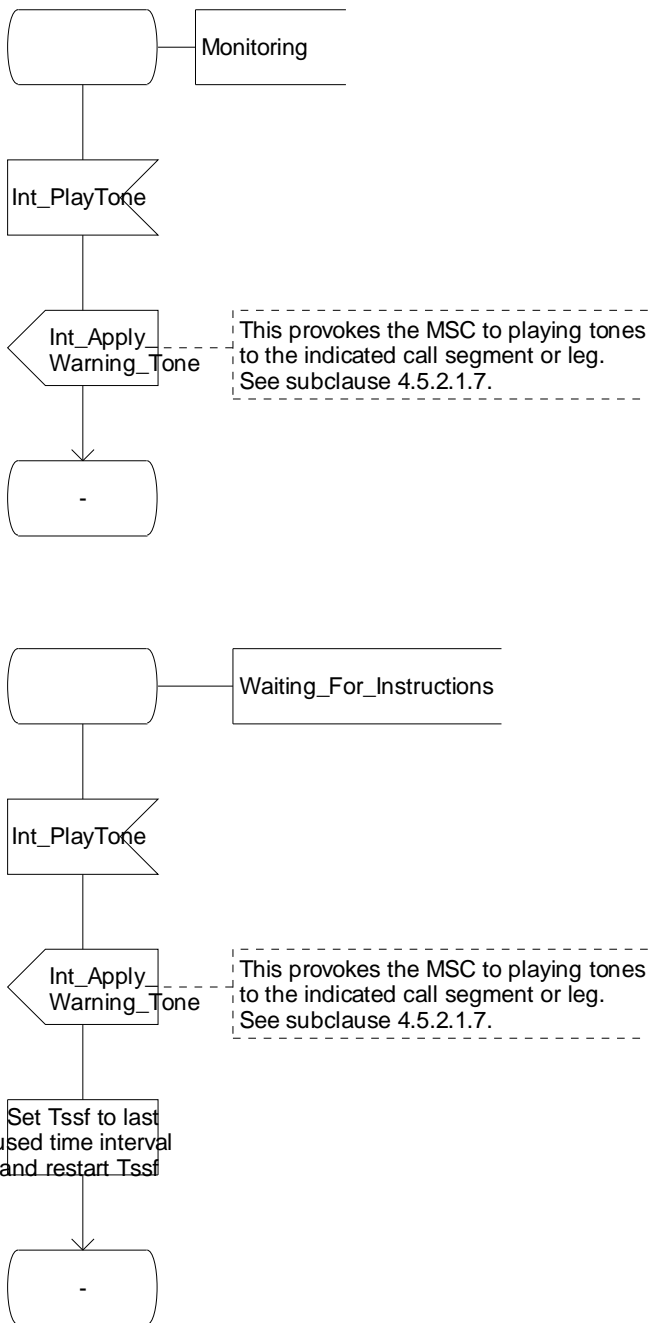 Monitoring
Int_PlayTone
Int_Apply_
Warning_Tone
This provokes the MSC to playing tones
to the indicated call segment or leg.
See subclause 4.5.2.1.7.
-
Waiting_For_Instructions
Int_PlayTone
Int_Apply_
Warning_Tone
This provokes the MSC to playing tones
to the indicated call segment or leg.
See subclause 4.5.2.1.7.
Set Tssf to last
used time interval
and restart Tssf
-